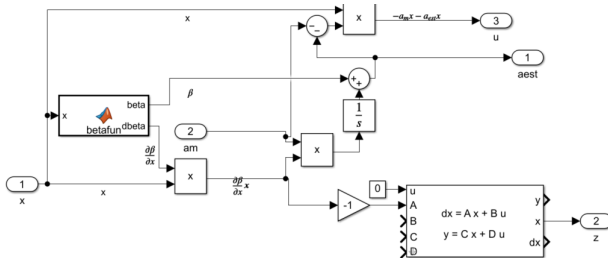 x
x
-a_m x - a_est x
3
u
1
aest
β
+
+
x
beta
dbeta
betafun
2
am
∂β/∂x
1/s
x
x
∂β/∂x x
1
x
x
-1
0
u
A
B
C
D
dx = A x + B u
y = C x + D u
y
x
dx
2
z